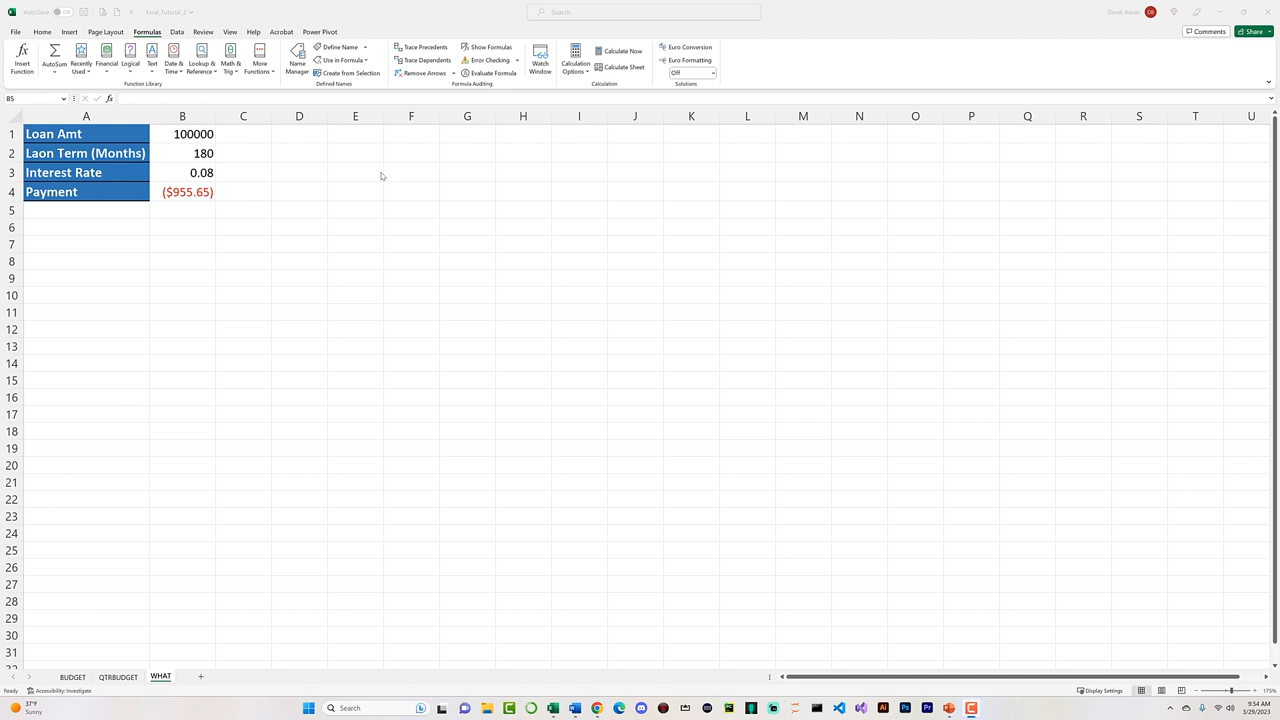 AutoSave Off Excel_Tutorial_2 Search Derek Banas DB
File Home Insert Page Layout Formulas Data Review View Help Acrobat Power Pivot Comments Share
Insert Function AutoSum Recently Used Financial Logical Text Date & Time Lookup & Reference Math & Trig More Functions
Function Library
Name Manager Define Name Use in Formula Create from Selection
Defined Names
Trace Precedents Trace Dependents Remove Arrows Show Formulas Error Checking Evaluate Formula
Formula Auditing
Watch Window
Calculation Options Calculate Now Calculate Sheet
Calculation
Euro Conversion Euro Formatting Off
Solutions
B5 fx
A B C D E F G H I J K L M N O P Q R S T U
1 Loan Amt 100000
2 Laon Term (Months) 180
3 Interest Rate 0.08
4 Payment ($955.65)
5
6
7
8
9
10
11
12
13
14
15
16
17
18
19
20
21
22
23
24
25
26
27
28
29
30
31
32
BUDGET QTRBUDGET WHAT
Ready Accessibility: Investigate Display Settings 175%
37°F
Sunny
Search
9:54 AM
3/29/2023